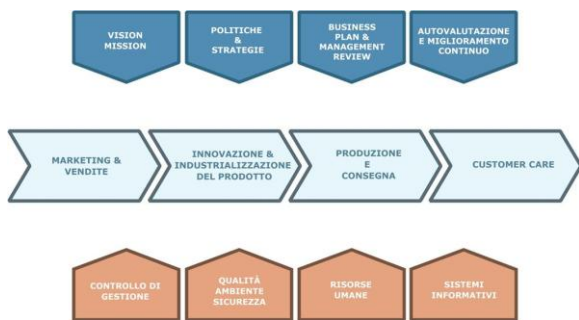 VISION
MISSION
POLITICHE
&
STRATEGIE
BUSINESS
PLAN &
MANAGEMENT
REVIEW
AUTOVALUTAZIONE
E MIGLIORAMENTO
CONTINUO
MARKETING &
VENDITE
INNOVAZIONE &
INDUSTRIALIZZAZIONE
DEL PRODOTTO
PRODUZIONE
E
CONSEGNA
CUSTOMER CARE
CONTROLLO DI
GESTIONE
QUALITÀ
AMBIENTE
SICUREZZA
RISORSE
UMANE
SISTEMI
INFORMATIVI